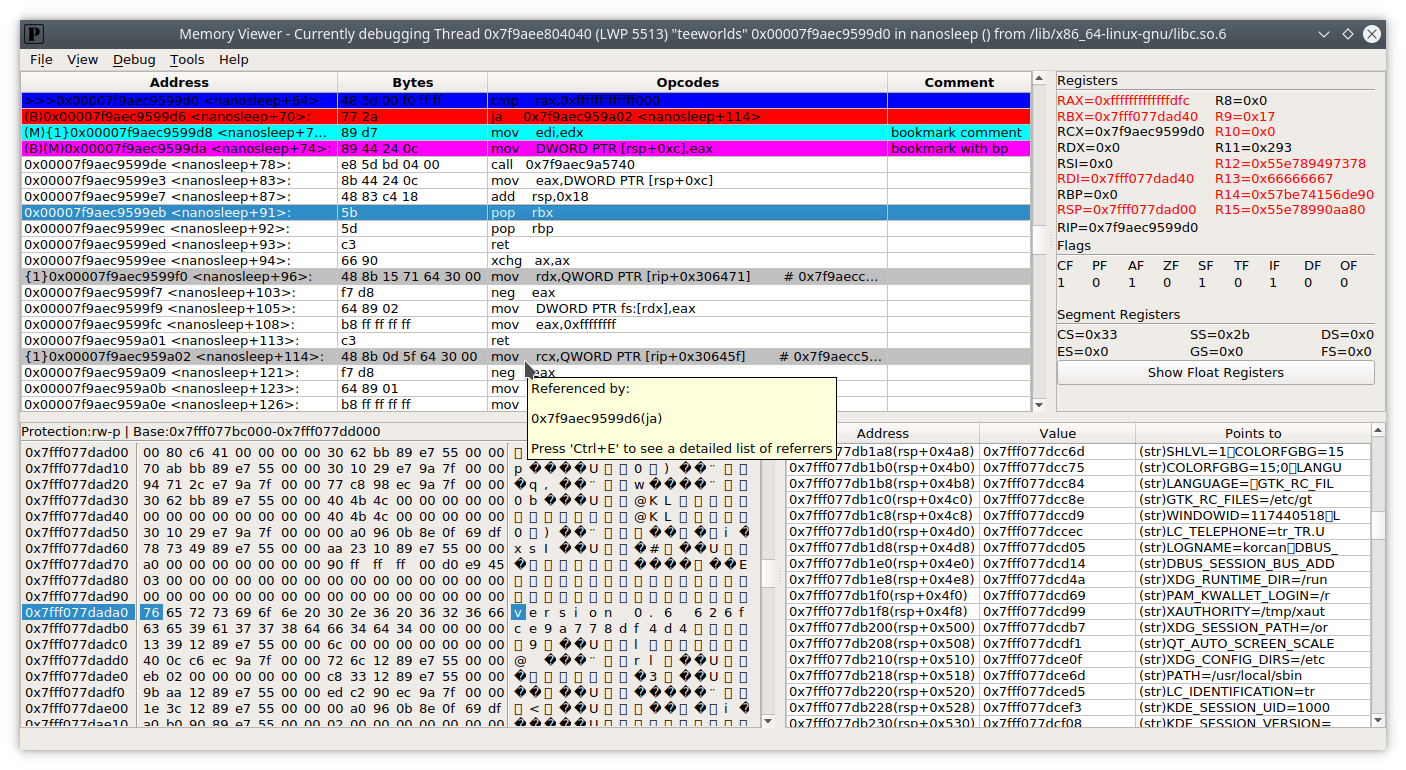 Memory Viewer - Currently debugging Thread 0x7f9aee804040 (LWP 5513) "teeworlds" 0x00007f9aec9599d0 in nanosleep () from /lib/x86_64-linux-gnu/libc.so.6
File View Debug Tools Help
Address Bytes Opcodes Comment
>>>0x00007f9aec9599d0 <nanosleep+64>: 48 3d 00 f0 ff ff cmp rax,0xfffffffffffff000
(B)0x00007f9aec9599d6 <nanosleep+70>: 77 2a ja 0x7f9aec959a02 <nanosleep+114>
(M){1}0x00007f9aec9599d8 <nanosleep+7... 89 d7 mov edi,edx bookmark comment
(B)(M)0x00007f9aec9599da <nanosleep+74>: 89 44 24 0c mov DWORD PTR [rsp+0xc],eax bookmark with bp
0x00007f9aec9599de <nanosleep+78>: e8 5d bd 04 00 call 0x7f9aec9a5740
0x00007f9aec9599e3 <nanosleep+83>: 8b 44 24 0c mov eax,DWORD PTR [rsp+0xc]
0x00007f9aec9599e7 <nanosleep+87>: 48 83 c4 18 add rsp,0x18
0x00007f9aec9599eb <nanosleep+91>: 5b pop rbx
0x00007f9aec9599ec <nanosleep+92>: 5d pop rbp
0x00007f9aec9599ed <nanosleep+93>: c3 ret
0x00007f9aec9599ee <nanosleep+94>: 66 90 xchg ax,ax
{1}0x00007f9aec9599f0 <nanosleep+96>: 48 8b 15 71 64 30 00 mov rdx,QWORD PTR [rip+0x306471] # 0x7f9aecc...
0x00007f9aec9599f7 <nanosleep+103>: f7 d8 neg eax
0x00007f9aec9599f9 <nanosleep+105>: 64 89 02 mov DWORD PTR fs:[rdx],eax
0x00007f9aec9599fc <nanosleep+108>: b8 ff ff ff ff mov eax,0xffffffff
0x00007f9aec959a01 <nanosleep+113>: c3 ret
{1}0x00007f9aec959a02 <nanosleep+114>: 48 8b 0d 5f 64 30 00 mov rcx,QWORD PTR [rip+0x30645f] # 0x7f9aecc5...
0x00007f9aec959a09 <nanosleep+121>: f7 d8 neg eax
0x00007f9aec959a0b <nanosleep+123>: 64 89 01 mov
0x00007f9aec959a0e <nanosleep+126>: b8 ff ff ff ff mov
Referenced by:
0x7f9aec9599d6(ja)
Press 'Ctrl+E' to see a detailed list of referrers
Registers
RAX=0xfffffffffffffdfc R8=0x0
RBX=0x7fff077dad40 R9=0x17
RCX=0x7f9aec9599d0 R10=0x0
RDX=0x0 R11=0x293
RSI=0x0 R12=0x55e789497378
RDI=0x7fff077dad40 R13=0x66666667
RBP=0x0 R14=0x57be74156de90
RSP=0x7fff077dad00 R15=0x55e78990aa80
RIP=0x7f9aec9599d0
Flags
CF PF AF ZF SF TF IF DF OF
1 0 1 0 1 0 1 0 0
Segment Registers
CS=0x33 SS=0x2b DS=0x0
ES=0x0 GS=0x0 FS=0x0
Show Float Registers
Protection:rw-p | Base:0x7fff077bc000-0x7fff077dd000
0x7fff077dad00 00 80 c6 41 00 00 00 00 30 62 bb 89 e7 55 00 00
0x7fff077dad10 70 ab bb 89 e7 55 00 00 30 10 29 e7 9a 7f 00 00 p����U 0 ) ��
0x7fff077dad20 94 71 2c e7 9a 7f 00 00 77 c8 98 ec 9a 7f 00 00 �q,�� w����
0x7fff077dad30 30 62 bb 89 e7 55 00 00 40 4b 4c 00 00 00 00 00 0b���U @KL
0x7fff077dad40 00 00 00 00 00 00 00 00 40 4b 4c 00 00 00 00 00 @KL
0x7fff077dad50 30 10 29 e7 9a 7f 00 00 00 a0 96 0b 8e 0f 69 df 0 ) �� �� � i �
0x7fff077dad60 78 73 49 89 e7 55 00 00 aa 23 10 89 e7 55 00 00 xsI��U �# ��U
0x7fff077dad70 a0 00 00 00 00 00 00 00 90 ff ff ff 00 d0 e9 45 � ���� ��E
0x7fff077dad80 03 00 00 00 00 00 00 00 00 00 00 00 00 00 00 00
0x7fff077dad90 00 00 00 00 00 00 00 00 00 00 00 00 00 00 00 00
0x7fff077dada0 76 65 72 73 69 6f 6e 20 30 2e 36 20 36 32 36 66 version 0.6 626f
0x7fff077dadb0 63 65 39 61 37 37 38 64 66 34 64 34 00 00 00 00 ce9a778df4d4
0x7fff077dadc0 13 39 12 89 e7 55 00 00 6c 00 00 00 00 00 00 00 9 ��U l
0x7fff077dadd0 40 0c c6 ec 9a 7f 00 00 72 6c 12 89 e7 55 00 00 @ ��� rl ��U
0x7fff077dade0 eb 02 00 00 00 00 00 00 c8 33 12 89 e7 55 00 00 � �3 ��U
0x7fff077dadf0 9b aa 12 89 e7 55 00 00 ed c2 90 ec 9a 7f 00 00 �� ��U �����
0x7fff077dae00 1e 3c 12 89 e7 55 00 00 00 a0 96 0b 8e 0f 69 df < ��U �� � i �
0x7fff077dae10 a0 b0 90 89 e7 55 00 00 02 00 00 00 00 00 00 00 �����U
Address Value Points to
0x7fff077db1a8(rsp+0x4a8) 0x7fff077dcc6d (str)SHLVL=1 COLORFGBG=15
0x7fff077db1b0(rsp+0x4b0) 0x7fff077dcc75 (str)COLORFGBG=15;0 LANGU
0x7fff077db1b8(rsp+0x4b8) 0x7fff077dcc84 (str)LANGUAGE= GTK_RC_FIL
0x7fff077db1c0(rsp+0x4c0) 0x7fff077dcc8e (str)GTK_RC_FILES=/etc/gt
0x7fff077db1c8(rsp+0x4c8) 0x7fff077dccd9 (str)WINDOWID=117440518 L
0x7fff077db1d0(rsp+0x4d0) 0x7fff077dccec (str)LC_TELEPHONE=tr_TR.U
0x7fff077db1d8(rsp+0x4d8) 0x7fff077dcd05 (str)LOGNAME=korcan DBUS_
0x7fff077db1e0(rsp+0x4e0) 0x7fff077dcd14 (str)DBUS_SESSION_BUS_ADD
0x7fff077db1e8(rsp+0x4e8) 0x7fff077dcd4a (str)XDG_RUNTIME_DIR=/run
0x7fff077db1f0(rsp+0x4f0) 0x7fff077dcd69 (str)PAM_KWALLET_LOGIN=/r
0x7fff077db1f8(rsp+0x4f8) 0x7fff077dcd99 (str)XAUTHORITY=/tmp/xaut
0x7fff077db200(rsp+0x500) 0x7fff077dcdb7 (str)XDG_SESSION_PATH=/or
0x7fff077db208(rsp+0x508) 0x7fff077dcdf1 (str)QT_AUTO_SCREEN_SCALE
0x7fff077db210(rsp+0x510) 0x7fff077dce0f (str)XDG_CONFIG_DIRS=/etc
0x7fff077db218(rsp+0x518) 0x7fff077dce6d (str)PATH=/usr/local/sbin
0x7fff077db220(rsp+0x520) 0x7fff077dced5 (str)LC_IDENTIFICATION=tr
0x7fff077db228(rsp+0x528) 0x7fff077dcef3 (str)KDE_SESSION_UID=1000
0x7fff077db230(rsp+0x530) 0x7fff077dcf08 (str)KDE_SESSION_VERSION=